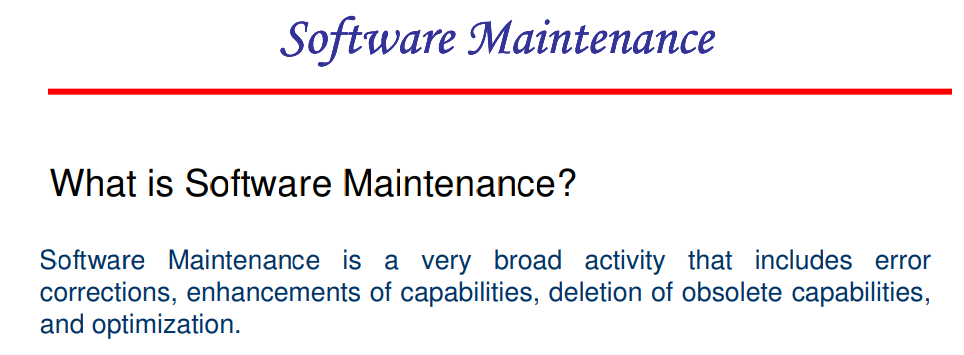 Software Maintenance
What is Software Maintenance?
Software Maintenance is a very broad activity that includes error
corrections, enhancements of capabilities, deletion of obsolete capabilities,
and optimization.